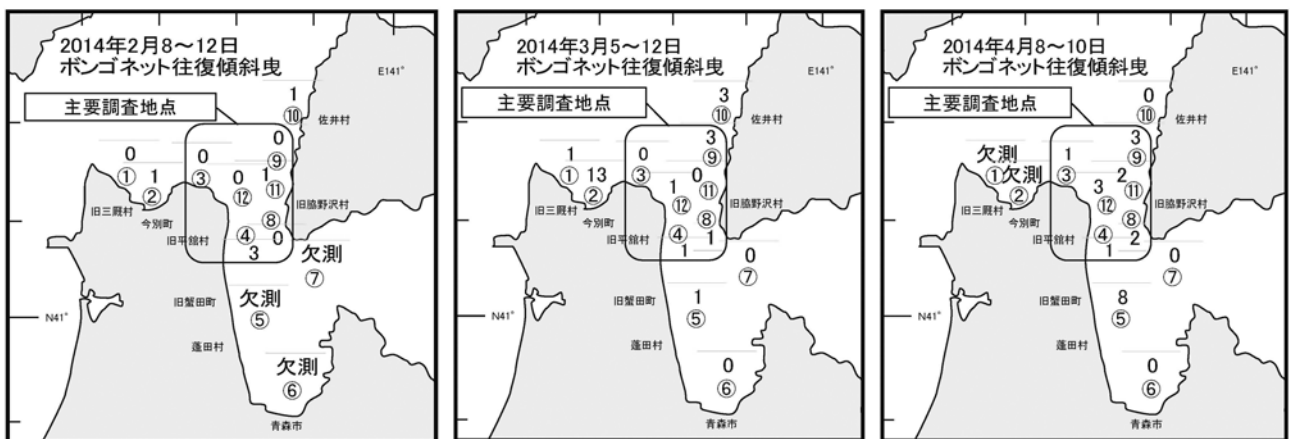 2014年2月8～12日
ボンゴネット往復傾斜曳
E141°
主要調査地点
1
⑩
佐井村
0
⑨
0
①
1
②
0
③
0
⑫
1
⑪
旧三厩村
今別町
旧脇野沢村
⑧
0
旧平舘村
④
3
欠測
⑦
旧蟹田町
欠測
⑤
N41°
蓬田村
欠測
⑥
青森市
2014年3月5～12日
ボンゴネット往復傾斜曳
E141°
主要調査地点
3
⑩
佐井村
3
⑨
1
①
13
②
0
③
1
⑫
0
⑪
旧三厩村
今別町
旧脇野沢村
⑧
1
旧平舘村
④
1
0
⑦
旧蟹田町
1
⑤
N41°
蓬田村
0
⑥
青森市
2014年4月8～10日
ボンゴネット往復傾斜曳
E141°
主要調査地点
0
⑩
佐井村
3
⑨
欠測
①
欠測
②
1
③
3
⑫
2
⑪
旧三厩村
今別町
旧脇野沢村
⑧
2
旧平舘村
④
1
0
⑦
旧蟹田町
8
⑤
N41°
蓬田村
0
⑥
青森市